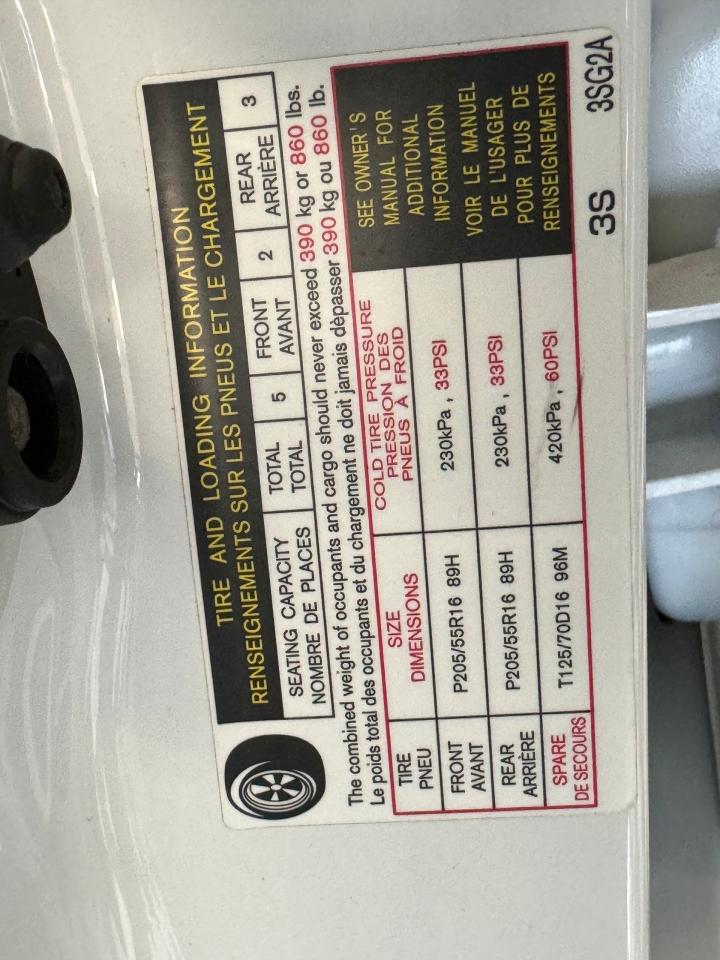 TIRE AND LOADING INFORMATION
RENSEIGNEMENTS SUR LES PNEUS ET LE CHARGEMENT
SEATING CAPACITY
NOMBRE DE PLACES
TOTAL
TOTAL
5
FRONT
AVANT
2
REAR
ARRIÈRE
3
The combined weight of occupants and cargo should never exceed 390 kg or 860 lbs.
Le poids total des occupants et du chargement ne doit jamais dèpasser 390 kg ou 860 lb.
TIRE
PNEU
SIZE
DIMENSIONS
COLD TIRE PRESSURE
PRESSION DES
PNEUS À FROID
SEE OWNER'S
MANUAL FOR
ADDITIONAL
INFORMATION
VOIR LE MANUEL
DE L'USAGER
POUR PLUS DE
RENSEIGNEMENTS
FRONT
AVANT
P205/55R16 89H
230kPa , 33PSI
REAR
ARRIÈRE
P205/55R16 89H
230kPa , 33PSI
SPARE
DE SECOURS
T125/70D16 96M
420kPa , 60PSI
3S 3SG2A